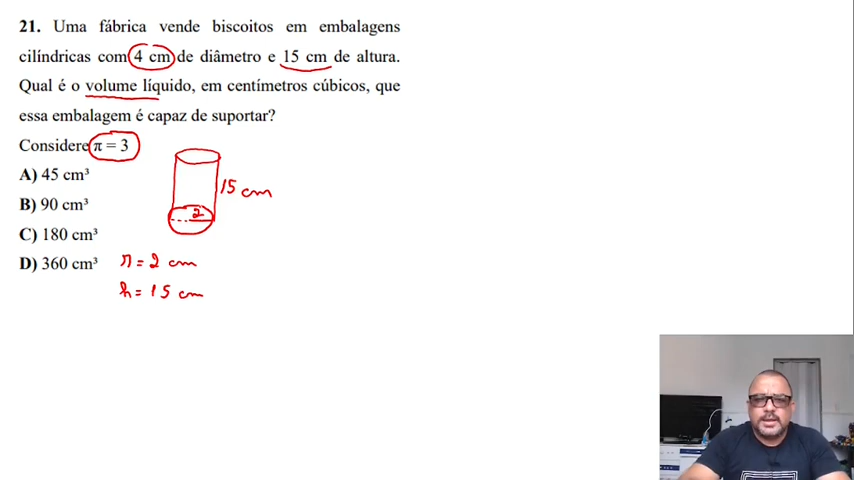 21. Uma fábrica vende biscoitos em embalagens
cilíndricas com 4 cm de diâmetro e 15 cm de altura.
Qual é o volume líquido, em centímetros cúbicos, que
essa embalagem é capaz de suportar?
Considere π = 3
A) 45 cm³
B) 90 cm³
C) 180 cm³
D) 360 cm³
15 cm
2
r = 2 cm
h = 15 cm